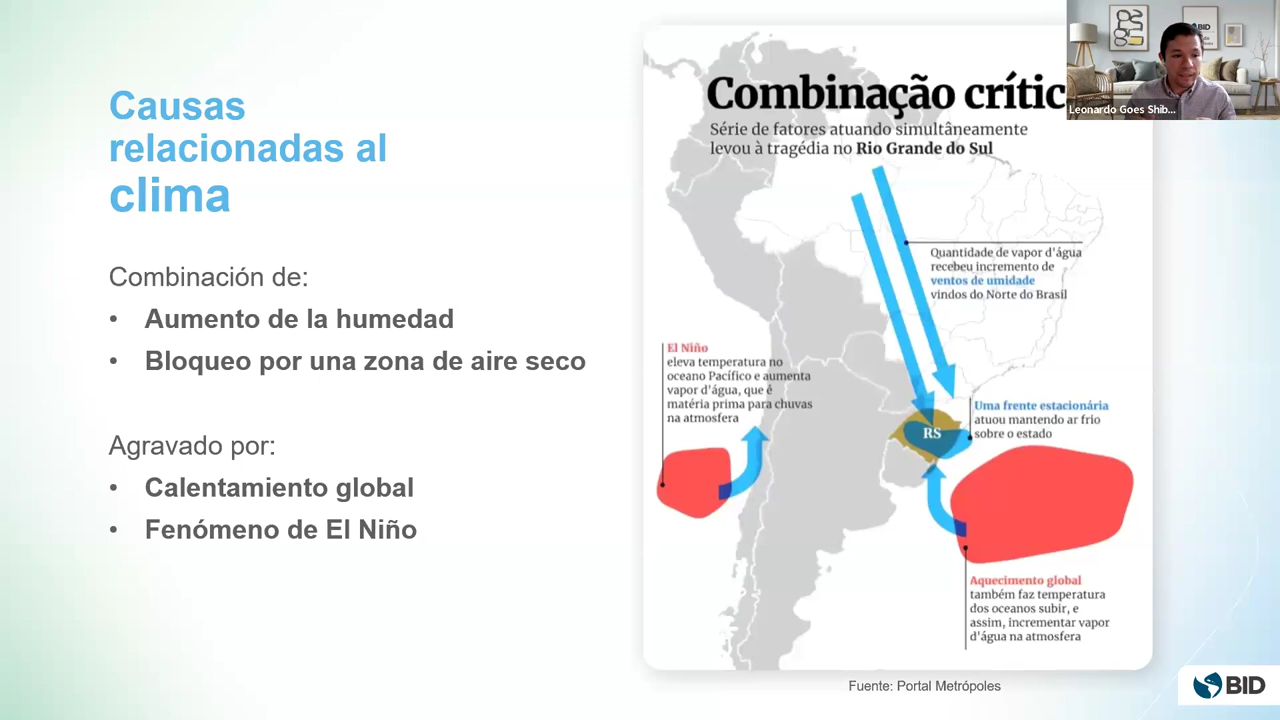 Causas
relacionadas al
clima
Combinación de:
• Aumento de la humedad
• Bloqueo por una zona de aire seco
Agravado por:
• Calentamiento global
• Fenómeno de El Niño
Combinação crític
Série de fatores atuando simultâneamente
levou à tragédia no Rio Grande do Sul
Quantidade de vapor d'água
recebeu incremento de
ventos de umidade
vindos do Norte do Brasil
El Niño
eleva temperatura no
oceano Pacífico e aumenta
vapor d'água, que é
matéria prima para chuvas
na atmosfera
Uma frente estacionária
atuou mantendo ar frio
sobre o estado
RS
Aquecimento global
também faz temperatura
dos oceanos subir, e
assim, incrementar vapor
d'água na atmosfera
Fuente: Portal Metrópoles
Leonardo Goes Shib...
BID
BID